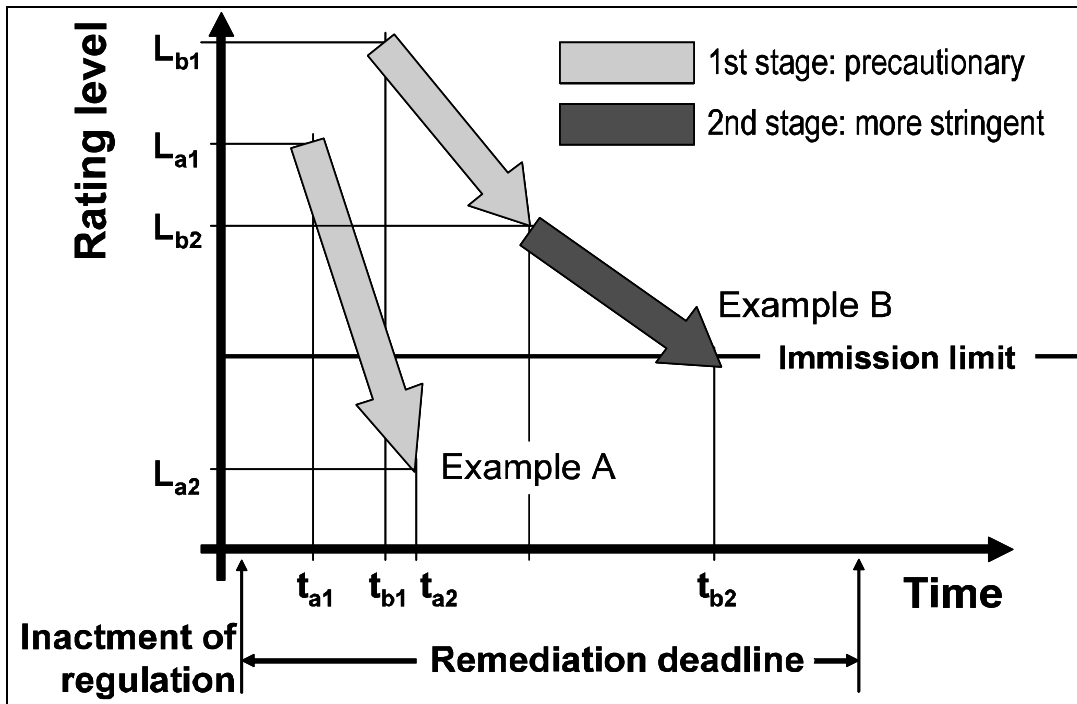 Rating level
L_b1
L_a1
L_b2
L_a2
1st stage: precautionary
2nd stage: more stringent
Example B
Immission limit
Example A
t_a1
t_b1
t_a2
t_b2
Time
Inactment of
regulation
Remediation deadline